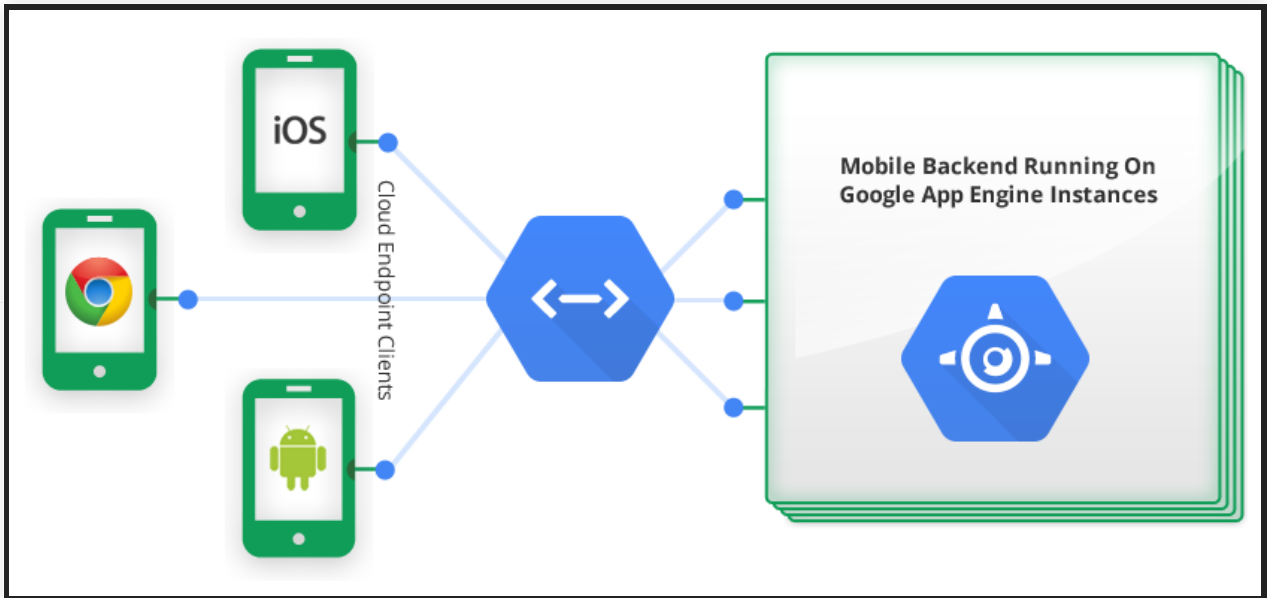 iOS
Cloud Endpoint Clients
Mobile Backend Running On
Google App Engine Instances